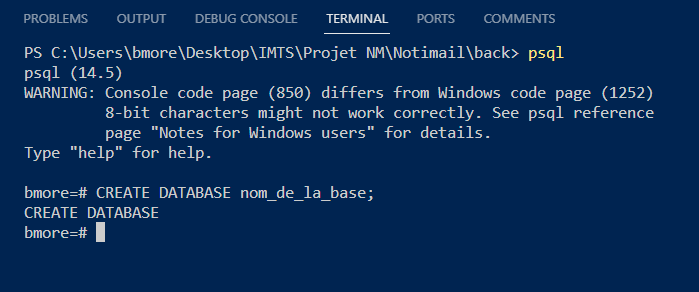 PROBLEMS OUTPUT DEBUG CONSOLE TERMINAL PORTS COMMENTS
PS C:\Users\bmore\Desktop\IMTS\Projet NM\Notimail\back> psql
psql (14.5)
WARNING: Console code page (850) differs from Windows code page (1252)
         8-bit characters might not work correctly. See psql reference
         page "Notes for Windows users" for details.
Type "help" for help.

bmore=# CREATE DATABASE nom_de_la_base;
CREATE DATABASE
bmore=#